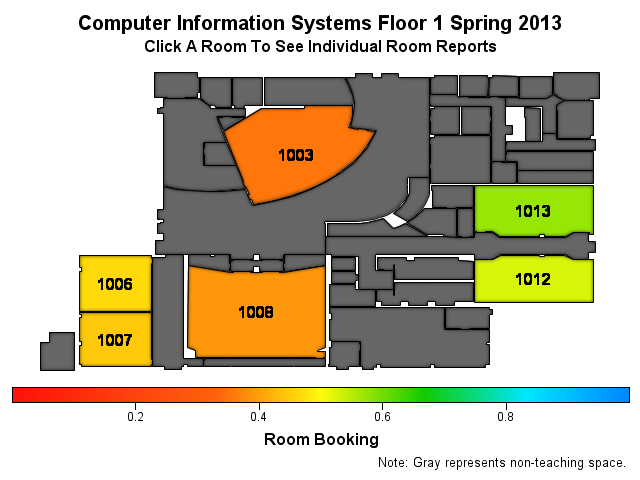 Computer Information Systems Floor 1 Spring 2013
Click A Room To See Individual Room Reports
1003
1013
1006
1012
1008
1007
0.2 0.4 0.6 0.8
Room Booking
Note: Gray represents non-teaching space.